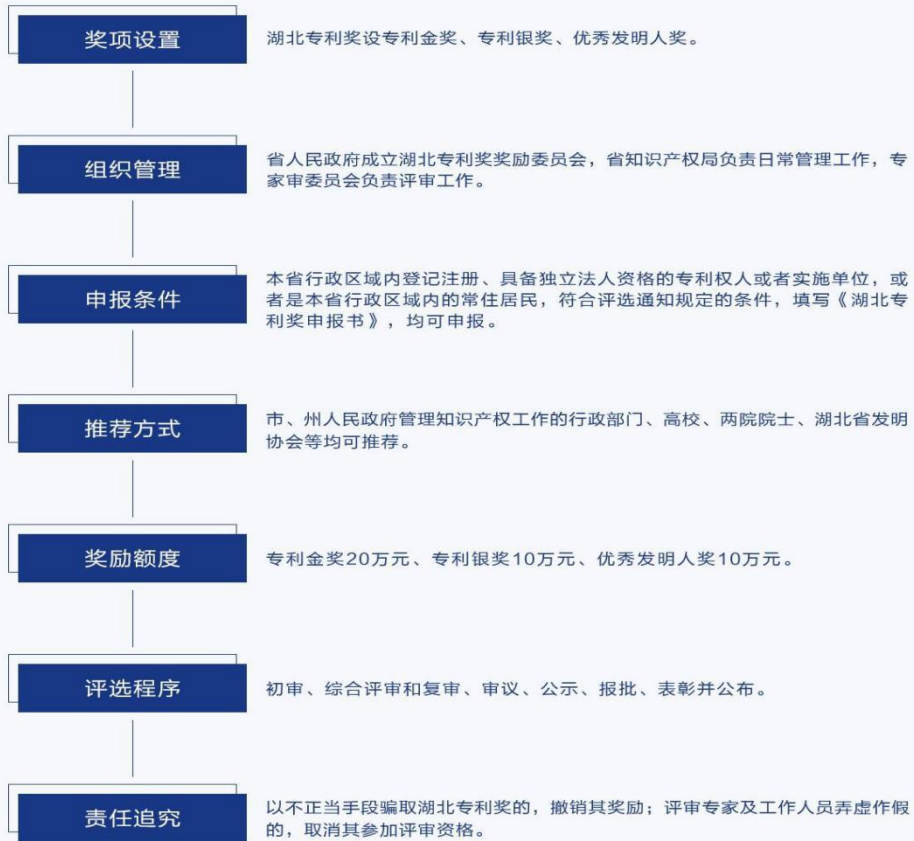 奖项设置
湖北专利奖设专利金奖、专利银奖、优秀发明人奖。
组织管理
省人民政府成立湖北专利奖奖励委员会，省知识产权局负责日常管理工作，专
家审委员会负责评审工作。
申报条件
本省行政区域内登记注册、具备独立法人资格的专利权人或者实施单位，或
者是本省行政区域内的常住居民，符合评选通知规定的条件，填写《湖北专
利奖申报书》，均可申报。
推荐方式
市、州人民政府管理知识产权工作的行政部门、高校、两院院士、湖北省发明
协会等均可推荐。
奖励额度
专利金奖20万元、专利银奖10万元、优秀发明人奖10万元。
评选程序
初审、综合评审和复审、审议、公示、报批、表彰并公布。
责任追究
以不正当手段骗取湖北专利奖的，撤销其奖励；评审专家及工作人员弄虚作假
的，取消其参加评审资格。